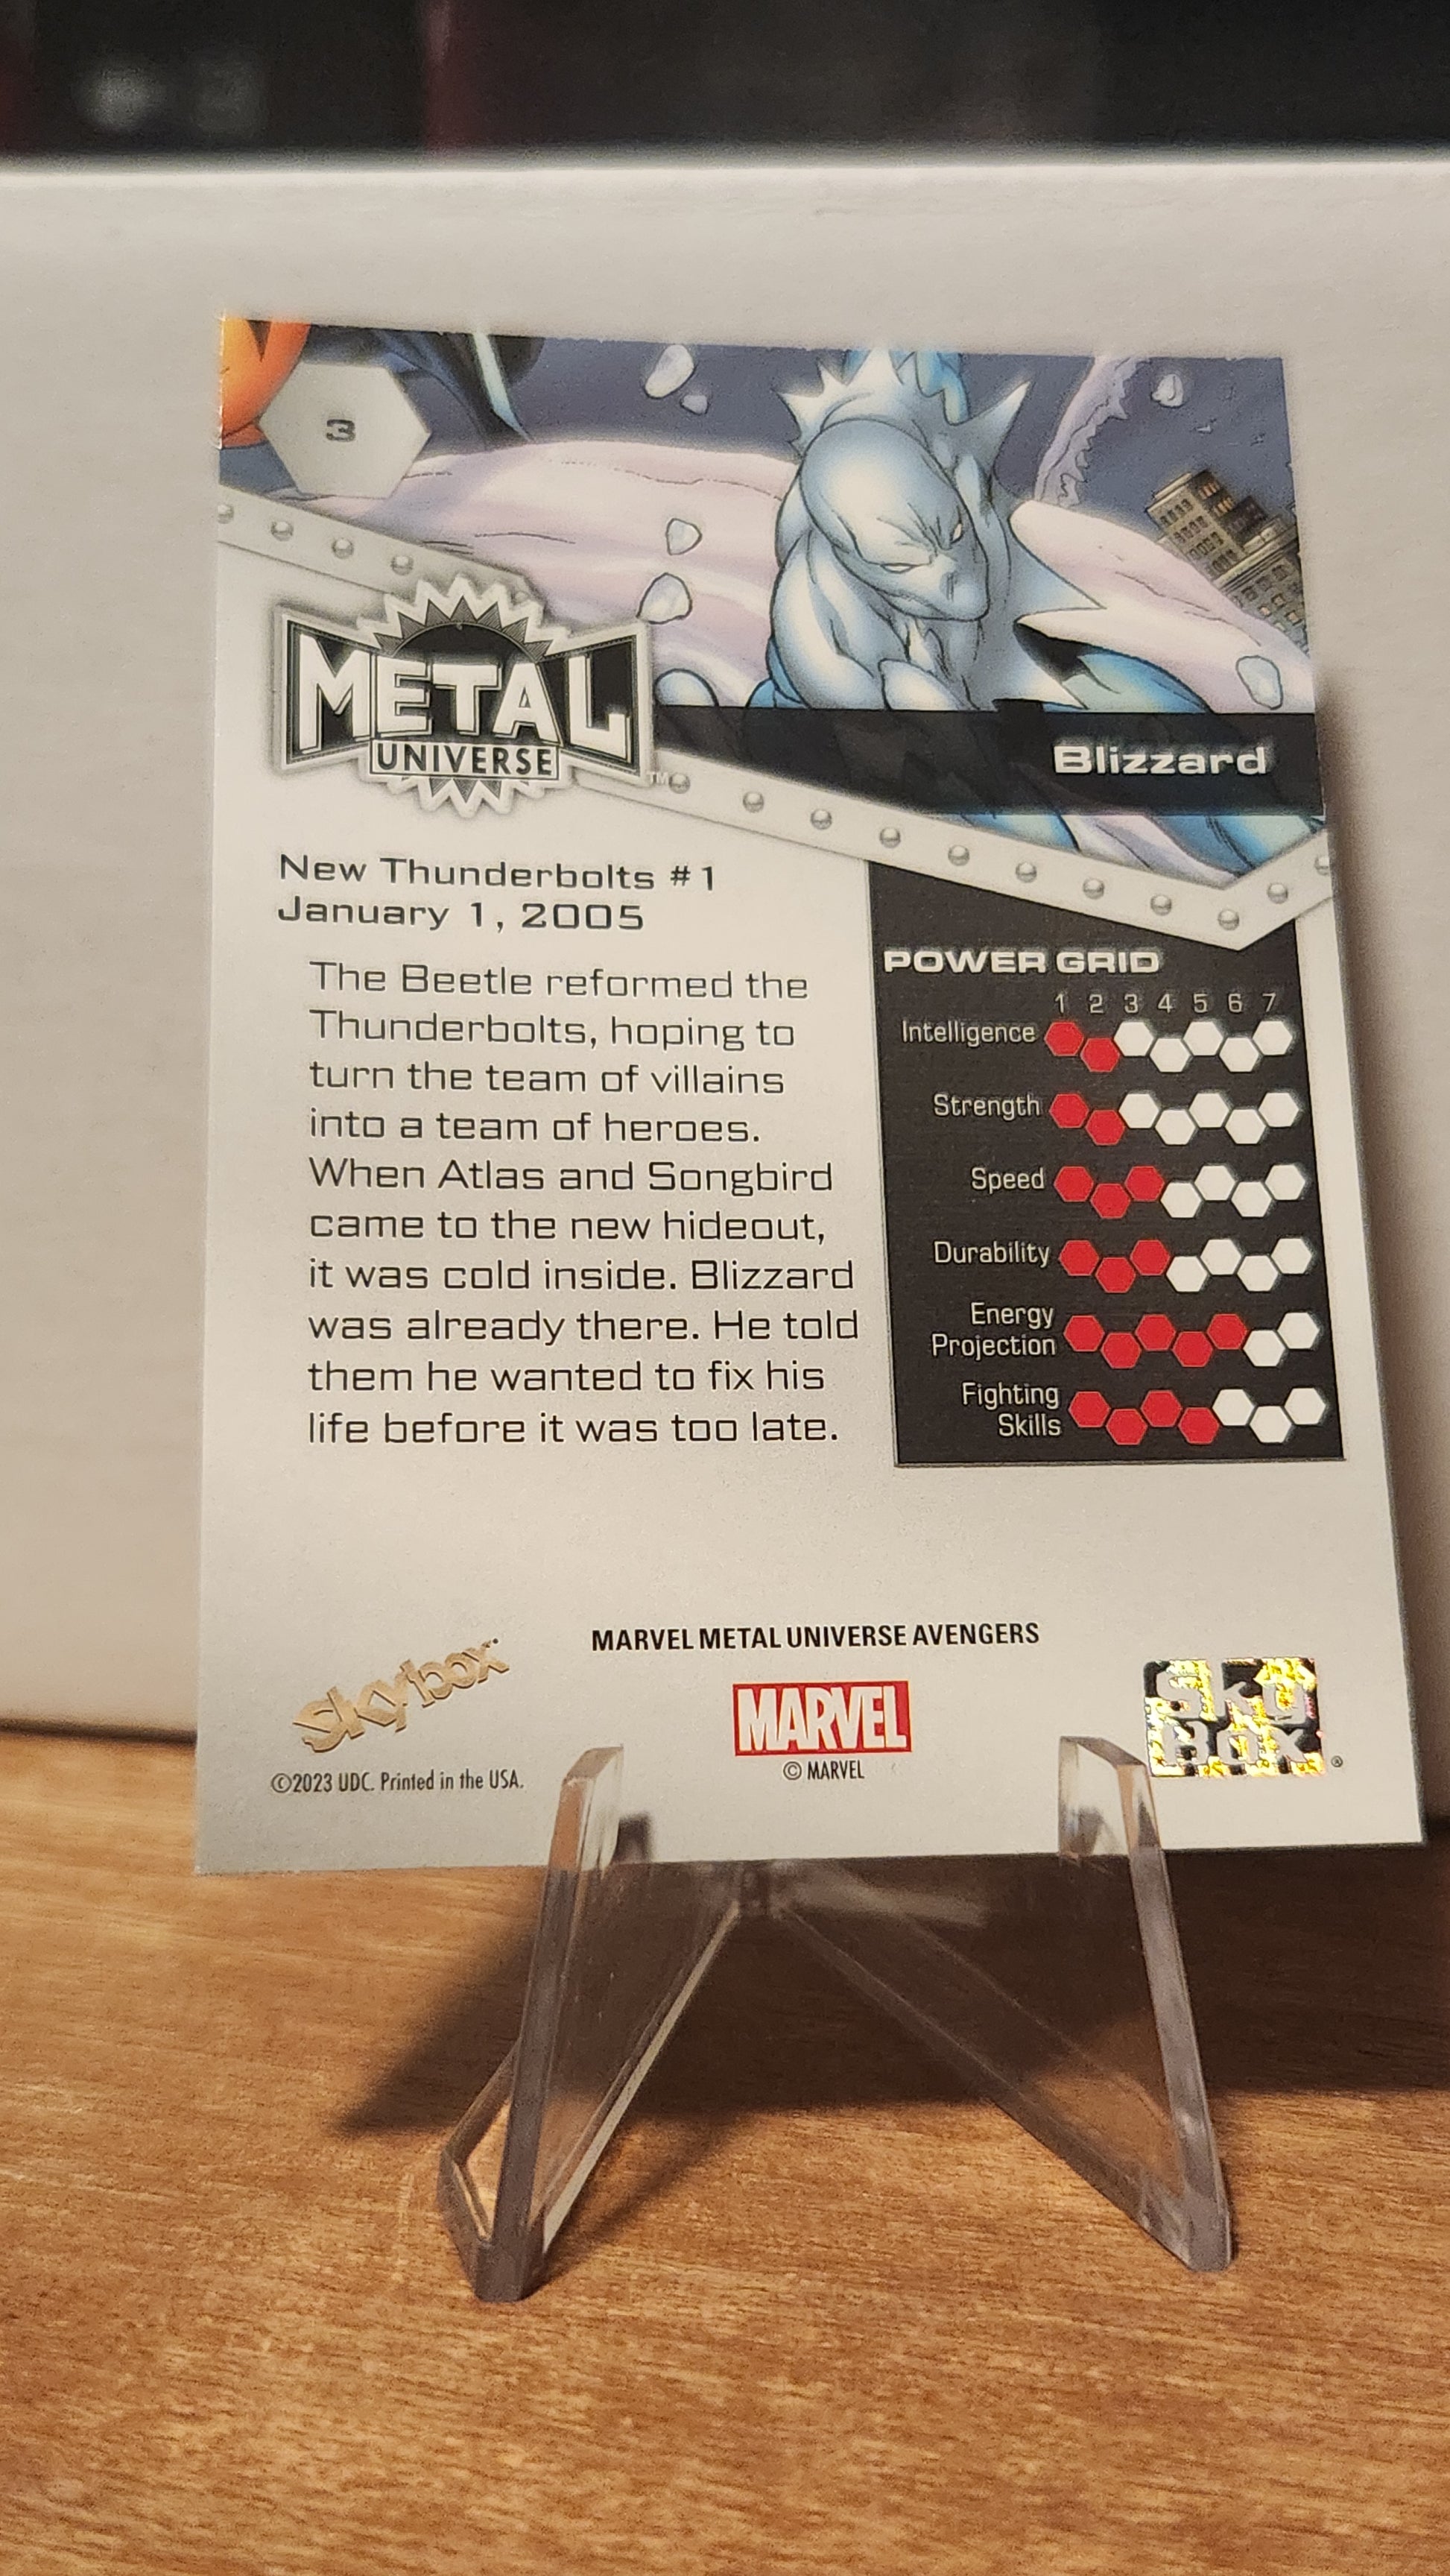 3
METAL
UNIVERSE
TM
Blizzard
New Thunderbolts #1
January 1, 2005
The Beetle reformed the
Thunderbolts, hoping to
turn the team of villains
into a team of heroes.
When Atlas and Songbird
came to the new hideout,
it was cold inside. Blizzard
was already there. He told
them he wanted to fix his
life before it was too late.
POWER GRID
1 2 3 4 5 6 7
Intelligence
Strength
Speed
Durability
Energy
Projection
Fighting
Skills
MARVEL METAL UNIVERSE AVENGERS
Skybox
©2023 UDC. Printed in the USA.
MARVEL
© MARVEL
Sky
Box
®